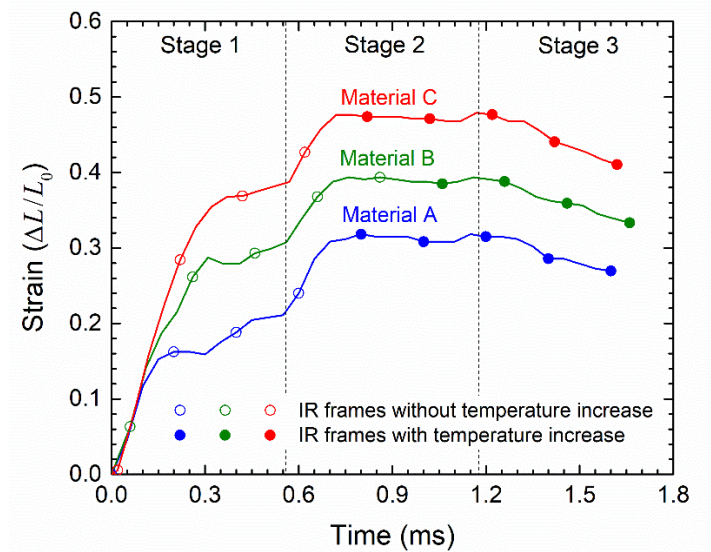 Stage 1
Stage 2
Stage 3
0.6
0.5
0.4
0.3
0.2
0.1
0.0
Strain (ΔL/L₀)
Material C
Material B
Material A
IR frames without temperature increase
IR frames with temperature increase
0.0
0.3
0.6
0.9
1.2
1.5
1.8
Time (ms)